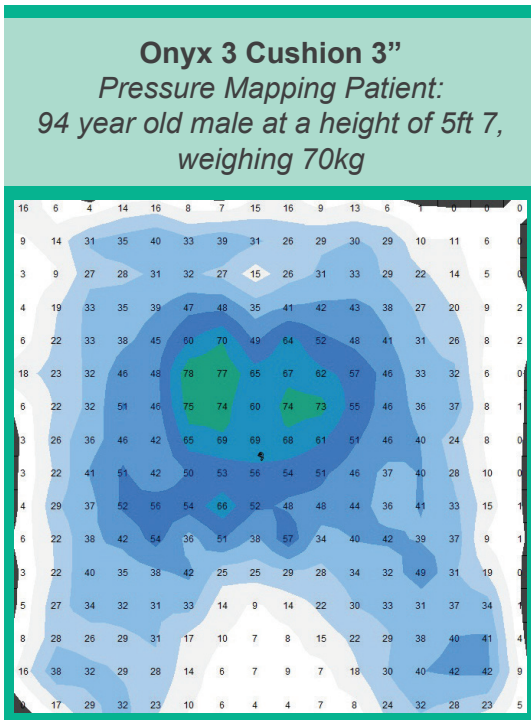 Onyx 3 Cushion 3”
Pressure Mapping Patient:
94 year old male at a height of 5ft 7,
weighing 70kg
16 6 4 14 16 8 7 15 16 9 13 6 1 0 0 0
9 14 31 35 40 33 39 31 26 29 30 29 10 11 6 0
3 9 27 28 31 32 27 15 26 31 33 29 22 14 5 0
4 19 33 35 39 47 48 35 41 42 43 38 27 20 9 2
6 22 33 38 45 60 70 49 64 52 48 41 31 26 8 2
18 23 32 46 48 78 77 65 67 62 57 46 33 32 6 0
6 22 32 51 46 75 74 60 74 73 55 46 36 37 8 1
3 26 36 46 42 65 69 69 68 61 51 46 40 24 8 0
3 22 41 51 42 50 53 56 54 51 46 37 40 28 10 0
4 29 37 52 56 54 66 52 48 48 44 36 41 33 15 1
6 22 38 42 54 36 51 38 57 34 40 42 39 37 9 1
3 22 40 35 38 42 25 25 29 28 34 32 49 31 19 0
5 27 34 32 31 33 14 9 14 22 30 33 31 37 34 1
8 28 26 29 31 17 10 7 8 15 22 29 38 40 41 4
16 38 32 29 28 14 6 7 9 7 18 30 40 42 42 9
0 17 29 32 23 10 6 4 4 7 8 24 32 28 23 5